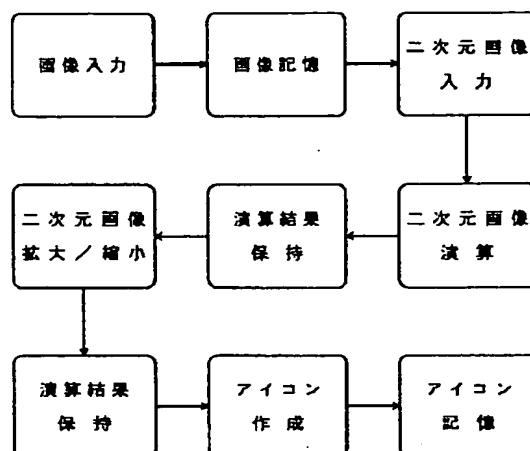 画像入力
画像記憶
二次元画像
入力
二次元画像
演算
演算結果
保持
二次元画像
拡大／縮小
演算結果
保持
アイコン
作成
アイコン
記憶